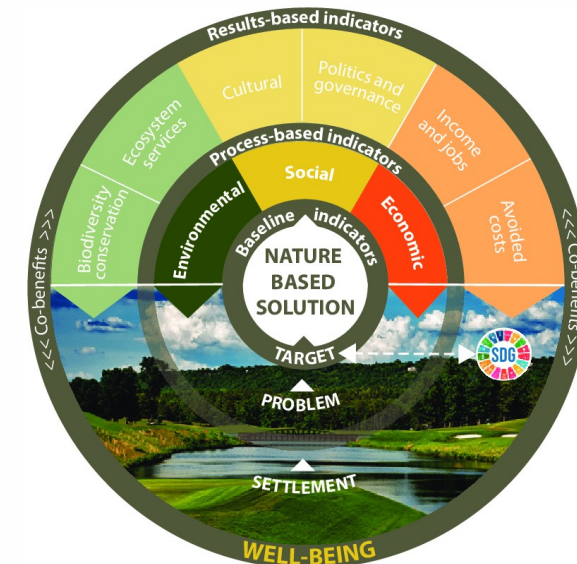 Results-based indicators
Cultural
Politics and
governance
Ecosystem
services
Income
and jobs
Process-based indicators
Social
Biodiversity
conservation
Environmental
Economic
Avoided
costs
Baseline indicators
NATURE
BASED
SOLUTION
<<< Co-benefits >>>
<<< Co-benefits >>>
TARGET
SDG
PROBLEM
SETTLEMENT
WELL-BEING